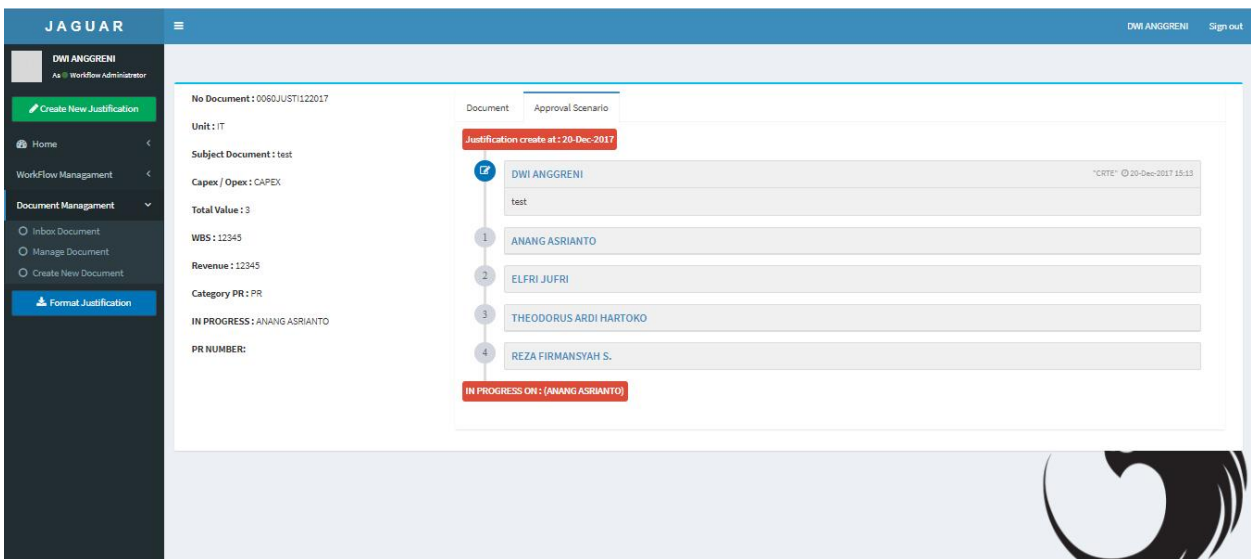 JAGUAR
DWI ANGGRENI
Sign out
DWI ANGGRENI
As Workflow Administrator
Create New Justification
Home
WorkFlow Managament
Document Managament
Inbox Document
Manage Document
Create New Document
Format Justification
No Document : 0060JUSTI122017
Unit : IT
Subject Document : test
Capex / Opex : CAPEX
Total Value : 3
WBS : 12345
Revenue : 12345
Category PR : PR
IN PROGRESS : ANANG ASRIANTO
PR NUMBER:
Document
Approval Scenario
Justification create at : 20-Dec-2017
DWI ANGGRENI
"CRTE" 20-Dec-2017 15:13
test
1 ANANG ASRIANTO
2 ELFRI JUFRI
3 THEODORUS ARDI HARTOKO
4 REZA FIRMANSYAH S.
IN PROGRESS ON : (ANANG ASRIANTO)